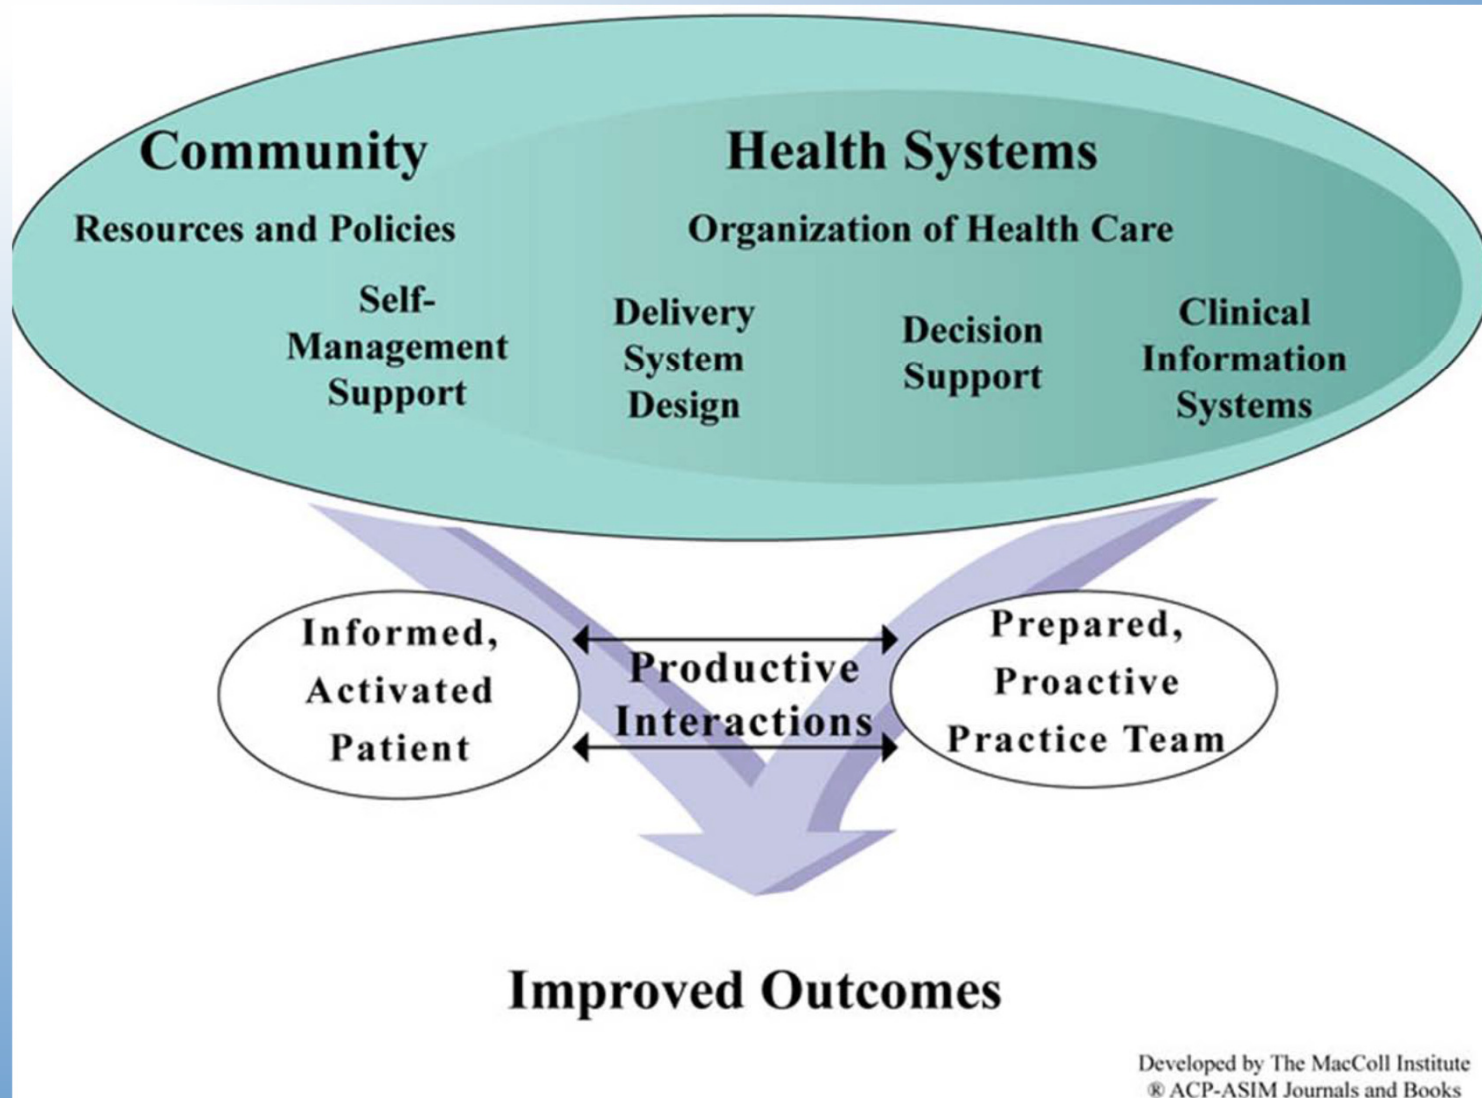 Community
Health Systems
Resources and Policies
Organization of Health Care
Self-
Management
Support
Delivery
System
Design
Decision
Support
Clinical
Information
Systems
Informed,
Activated
Patient
Productive
Interactions
Prepared,
Proactive
Practice Team
Improved Outcomes
Developed by The MacColl Institute
® ACP-ASIM Journals and Books